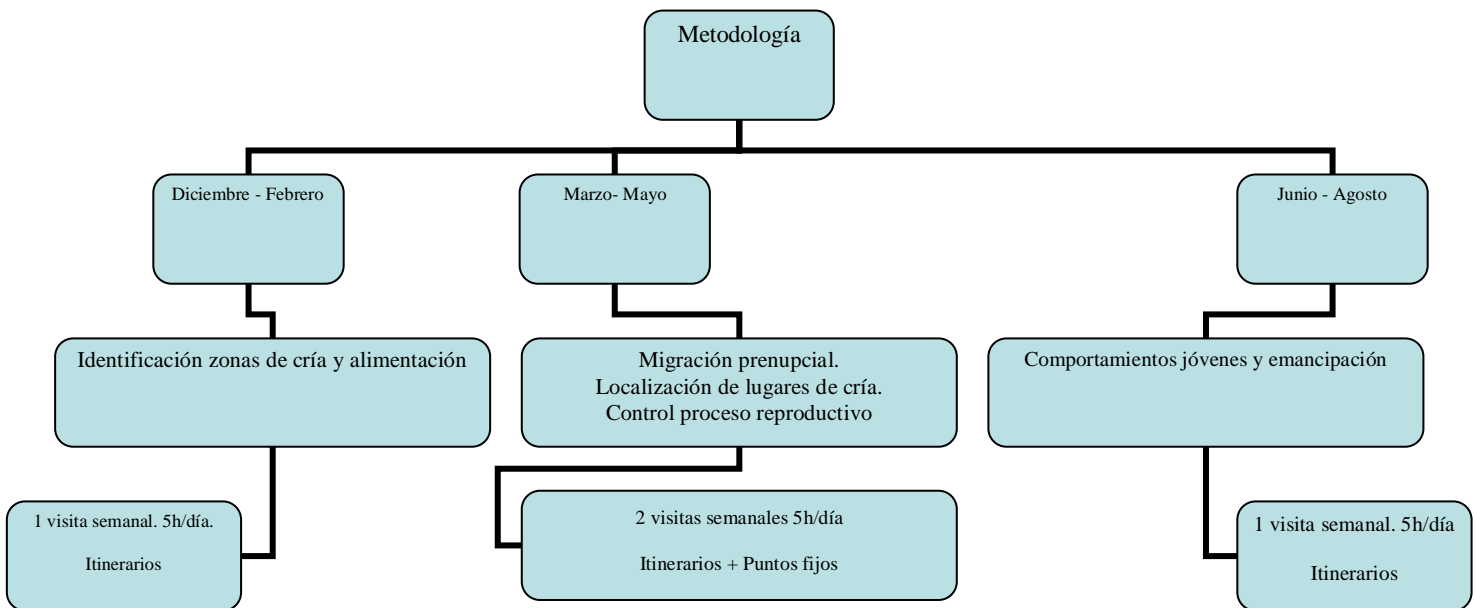 Metodología
Diciembre - Febrero
Marzo- Mayo
Junio - Agosto
Identificación zonas de cría y alimentación
Migración prenupcial.
Localización de lugares de cría.
Control proceso reproductivo
Comportamientos jóvenes y emancipación
1 visita semanal. 5h/día.
Itinerarios
2 visitas semanales 5h/día
Itinerarios + Puntos fijos
1 visita semanal. 5h/día
Itinerarios